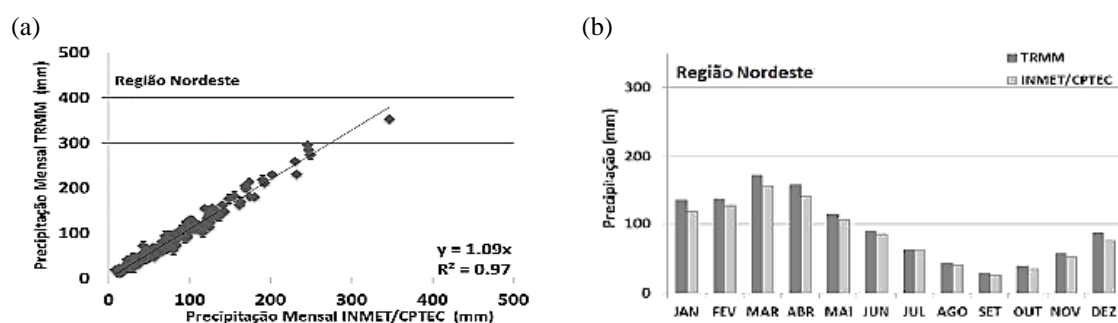 (a)
500
400
300
200
100
0
Precipitação Mensal TRMM (mm)
Região Nordeste
y = 1.09x
R² = 0.97
0 100 200 300 400 500
Precipitação Mensal INMET/CPTEC (mm)
(b)
Região Nordeste
TRMM
INMET/CPTEC
300
200
100
0
Precipitação (mm)
JAN FEV MAR ABR MAI JUN JUL AGO SET OUT NOV DEZ